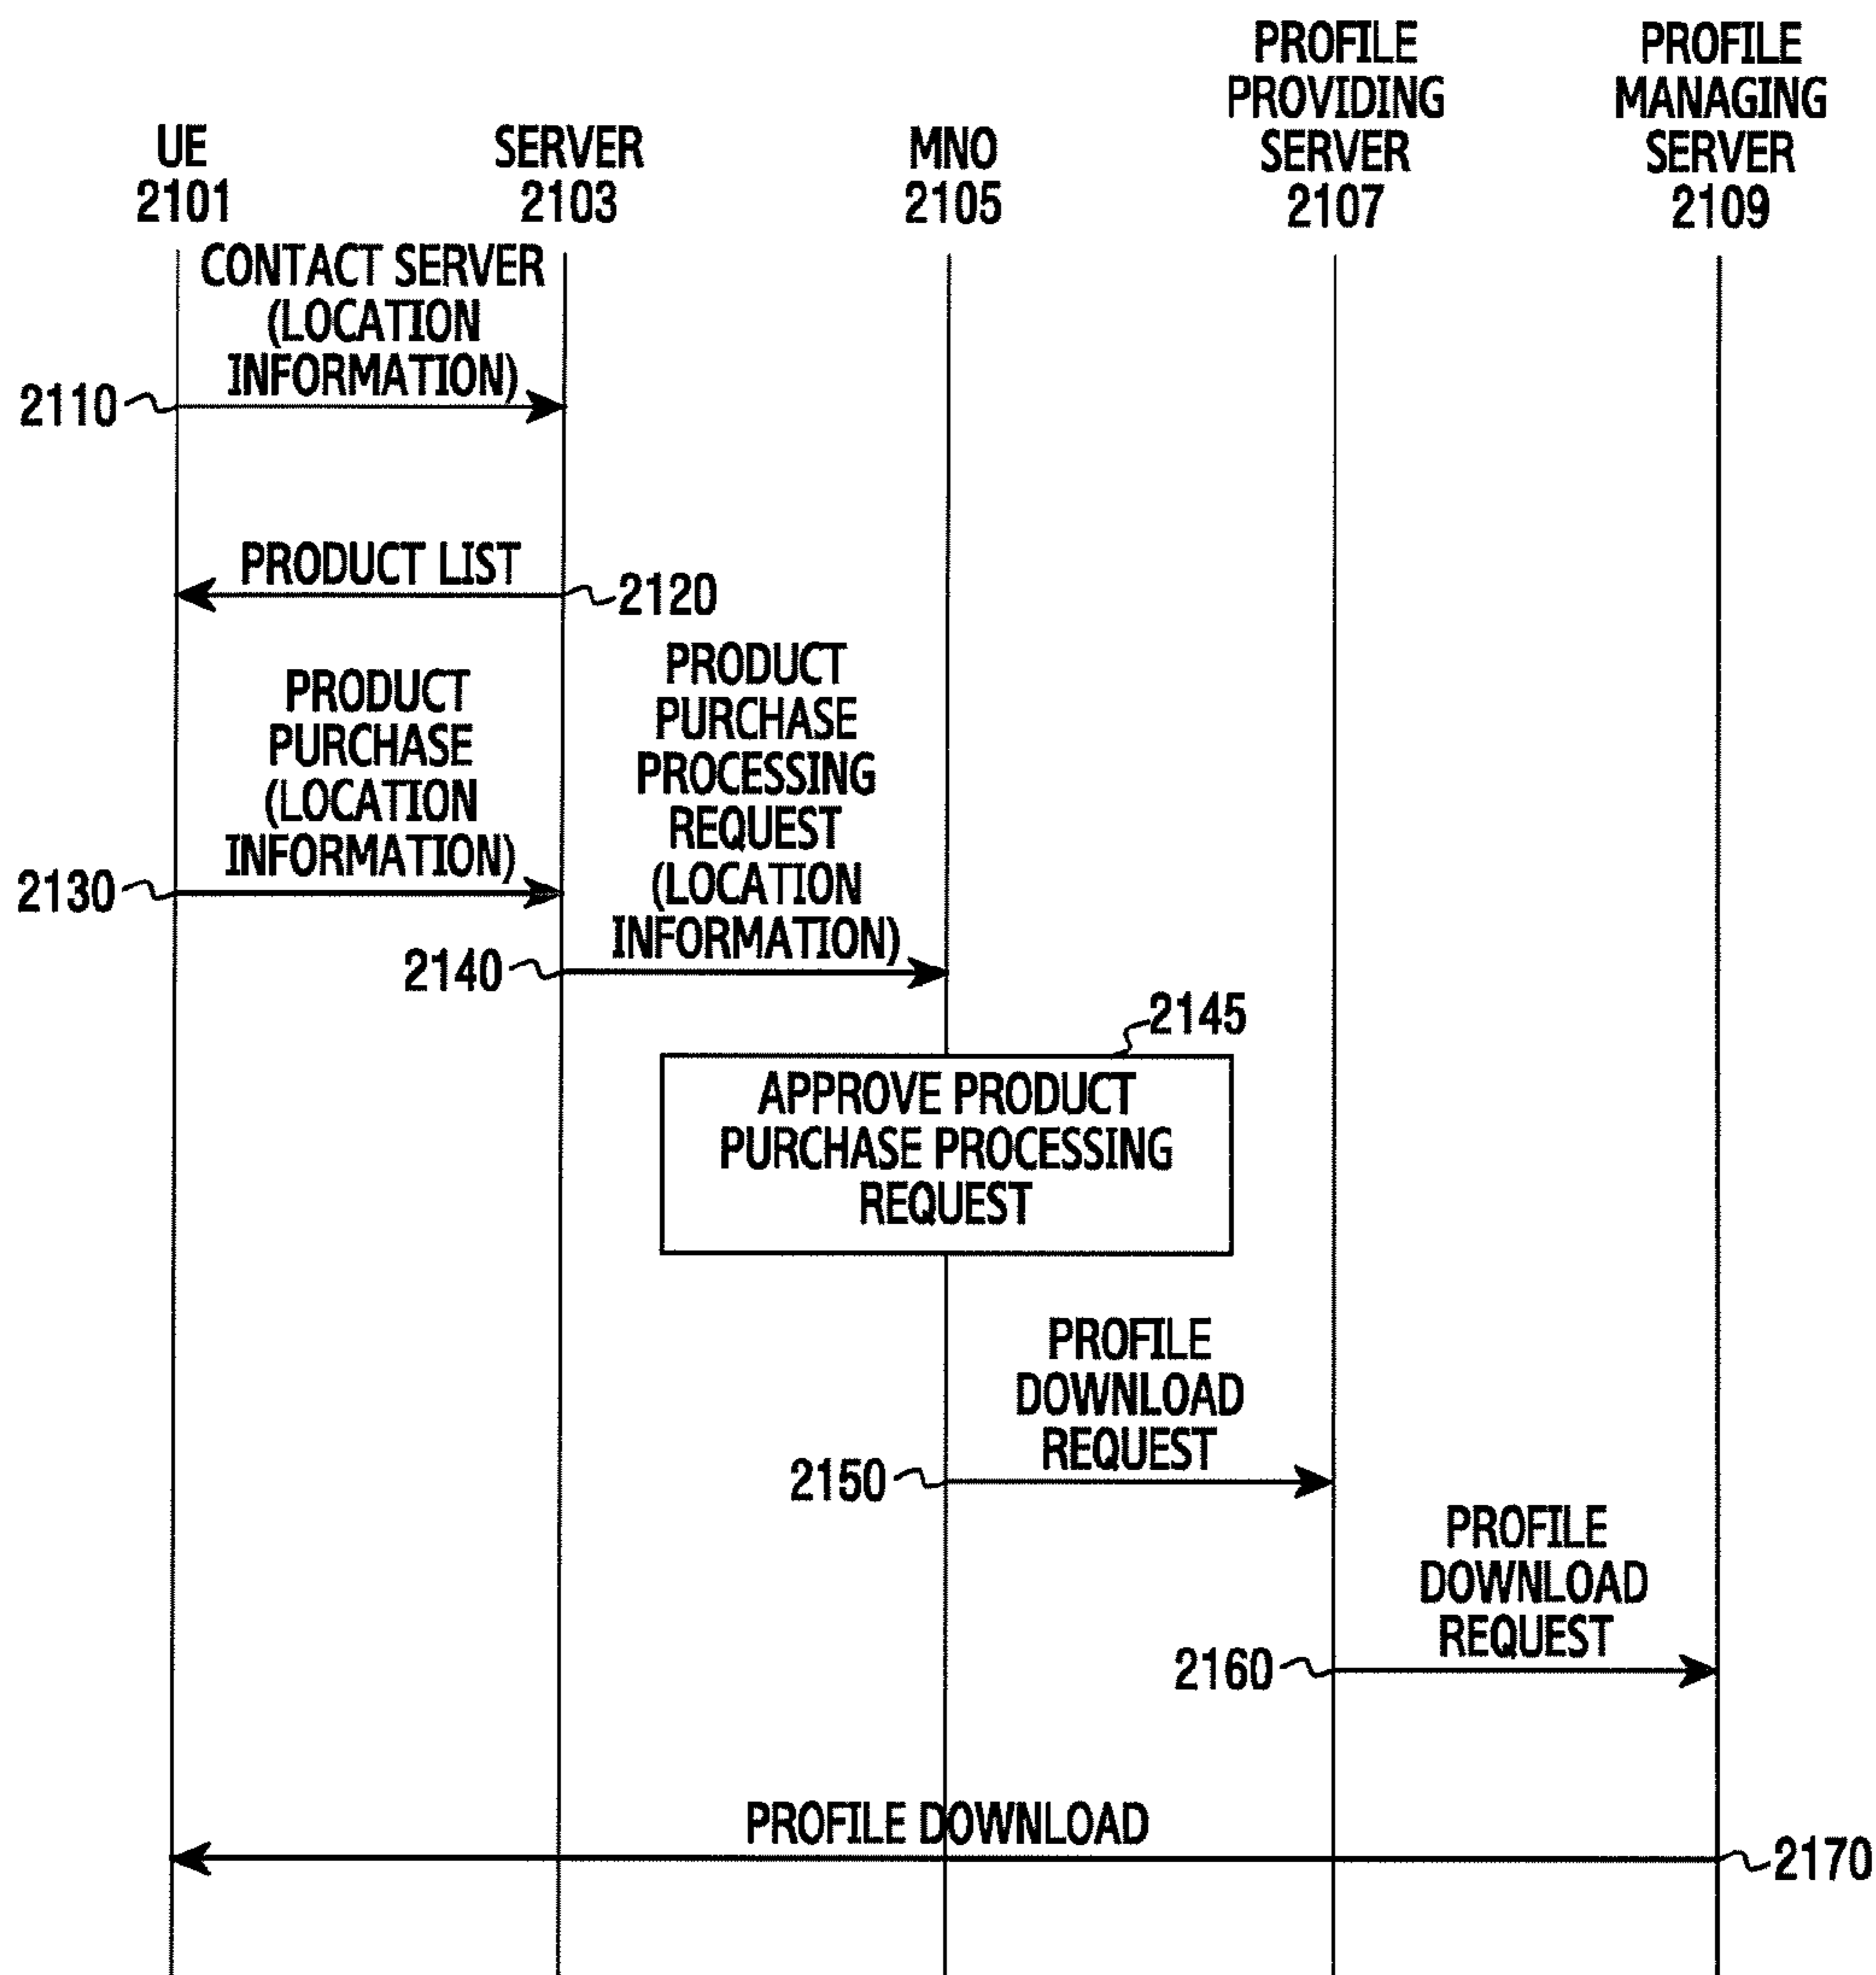 UE
2101
SERVER
2103
MNO
2105
PROFILE
PROVIDING
SERVER
2107
PROFILE
MANAGING
SERVER
2109
CONTACT SERVER
(LOCATION
INFORMATION)
2110
PRODUCT LIST
2120
PRODUCT
PURCHASE
(LOCATION
INFORMATION)
2130
PRODUCT
PURCHASE
PROCESSING
REQUEST
(LOCATION
INFORMATION)
2140
2145
APPROVE PRODUCT
PURCHASE PROCESSING
REQUEST
PROFILE
DOWNLOAD
REQUEST
2150
PROFILE
DOWNLOAD
REQUEST
2160
PROFILE DOWNLOAD
2170